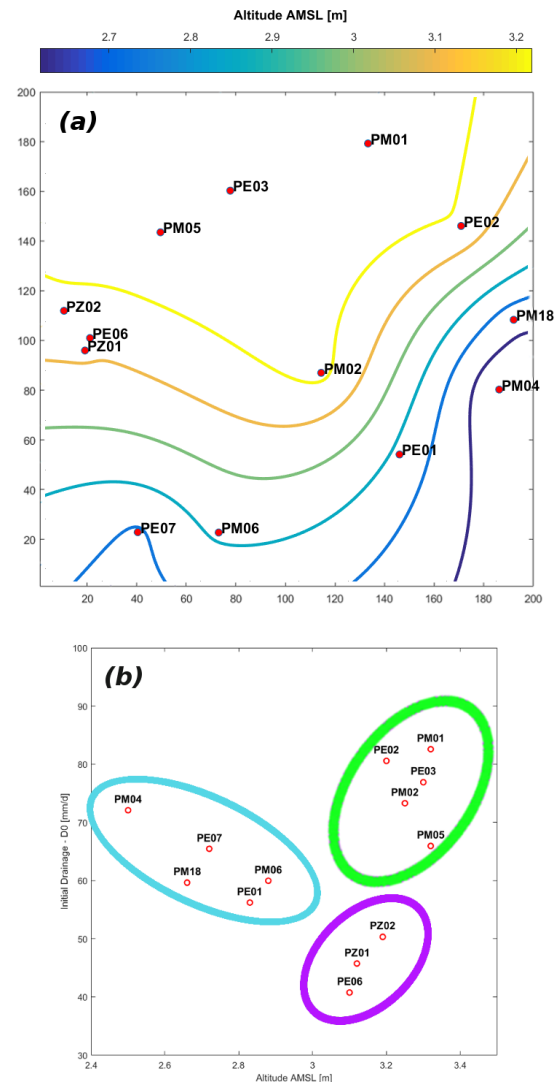 Altitude AMSL [m]
2.7 2.8 2.9 3 3.1 3.2
(a)
200
180
160
140
120
100
80
60
40
20
PM01
PE03
PE02
PM05
PZ02
PM18
PE06
PZ01
PM02
PM04
PE01
PE07
PM06
20 40 60 80 100 120 140 160 180 200
(b)
Initial Drainage - D0 [mm/d]
100
90
80
70
60
50
40
30
PM01
PE02
PE03
PM04
PM02
PE07
PM05
PM18
PM06
PE01
PZ02
PZ01
PE06
2.4 2.6 2.8 3 3.2 3.4
Altitude AMSL [m]